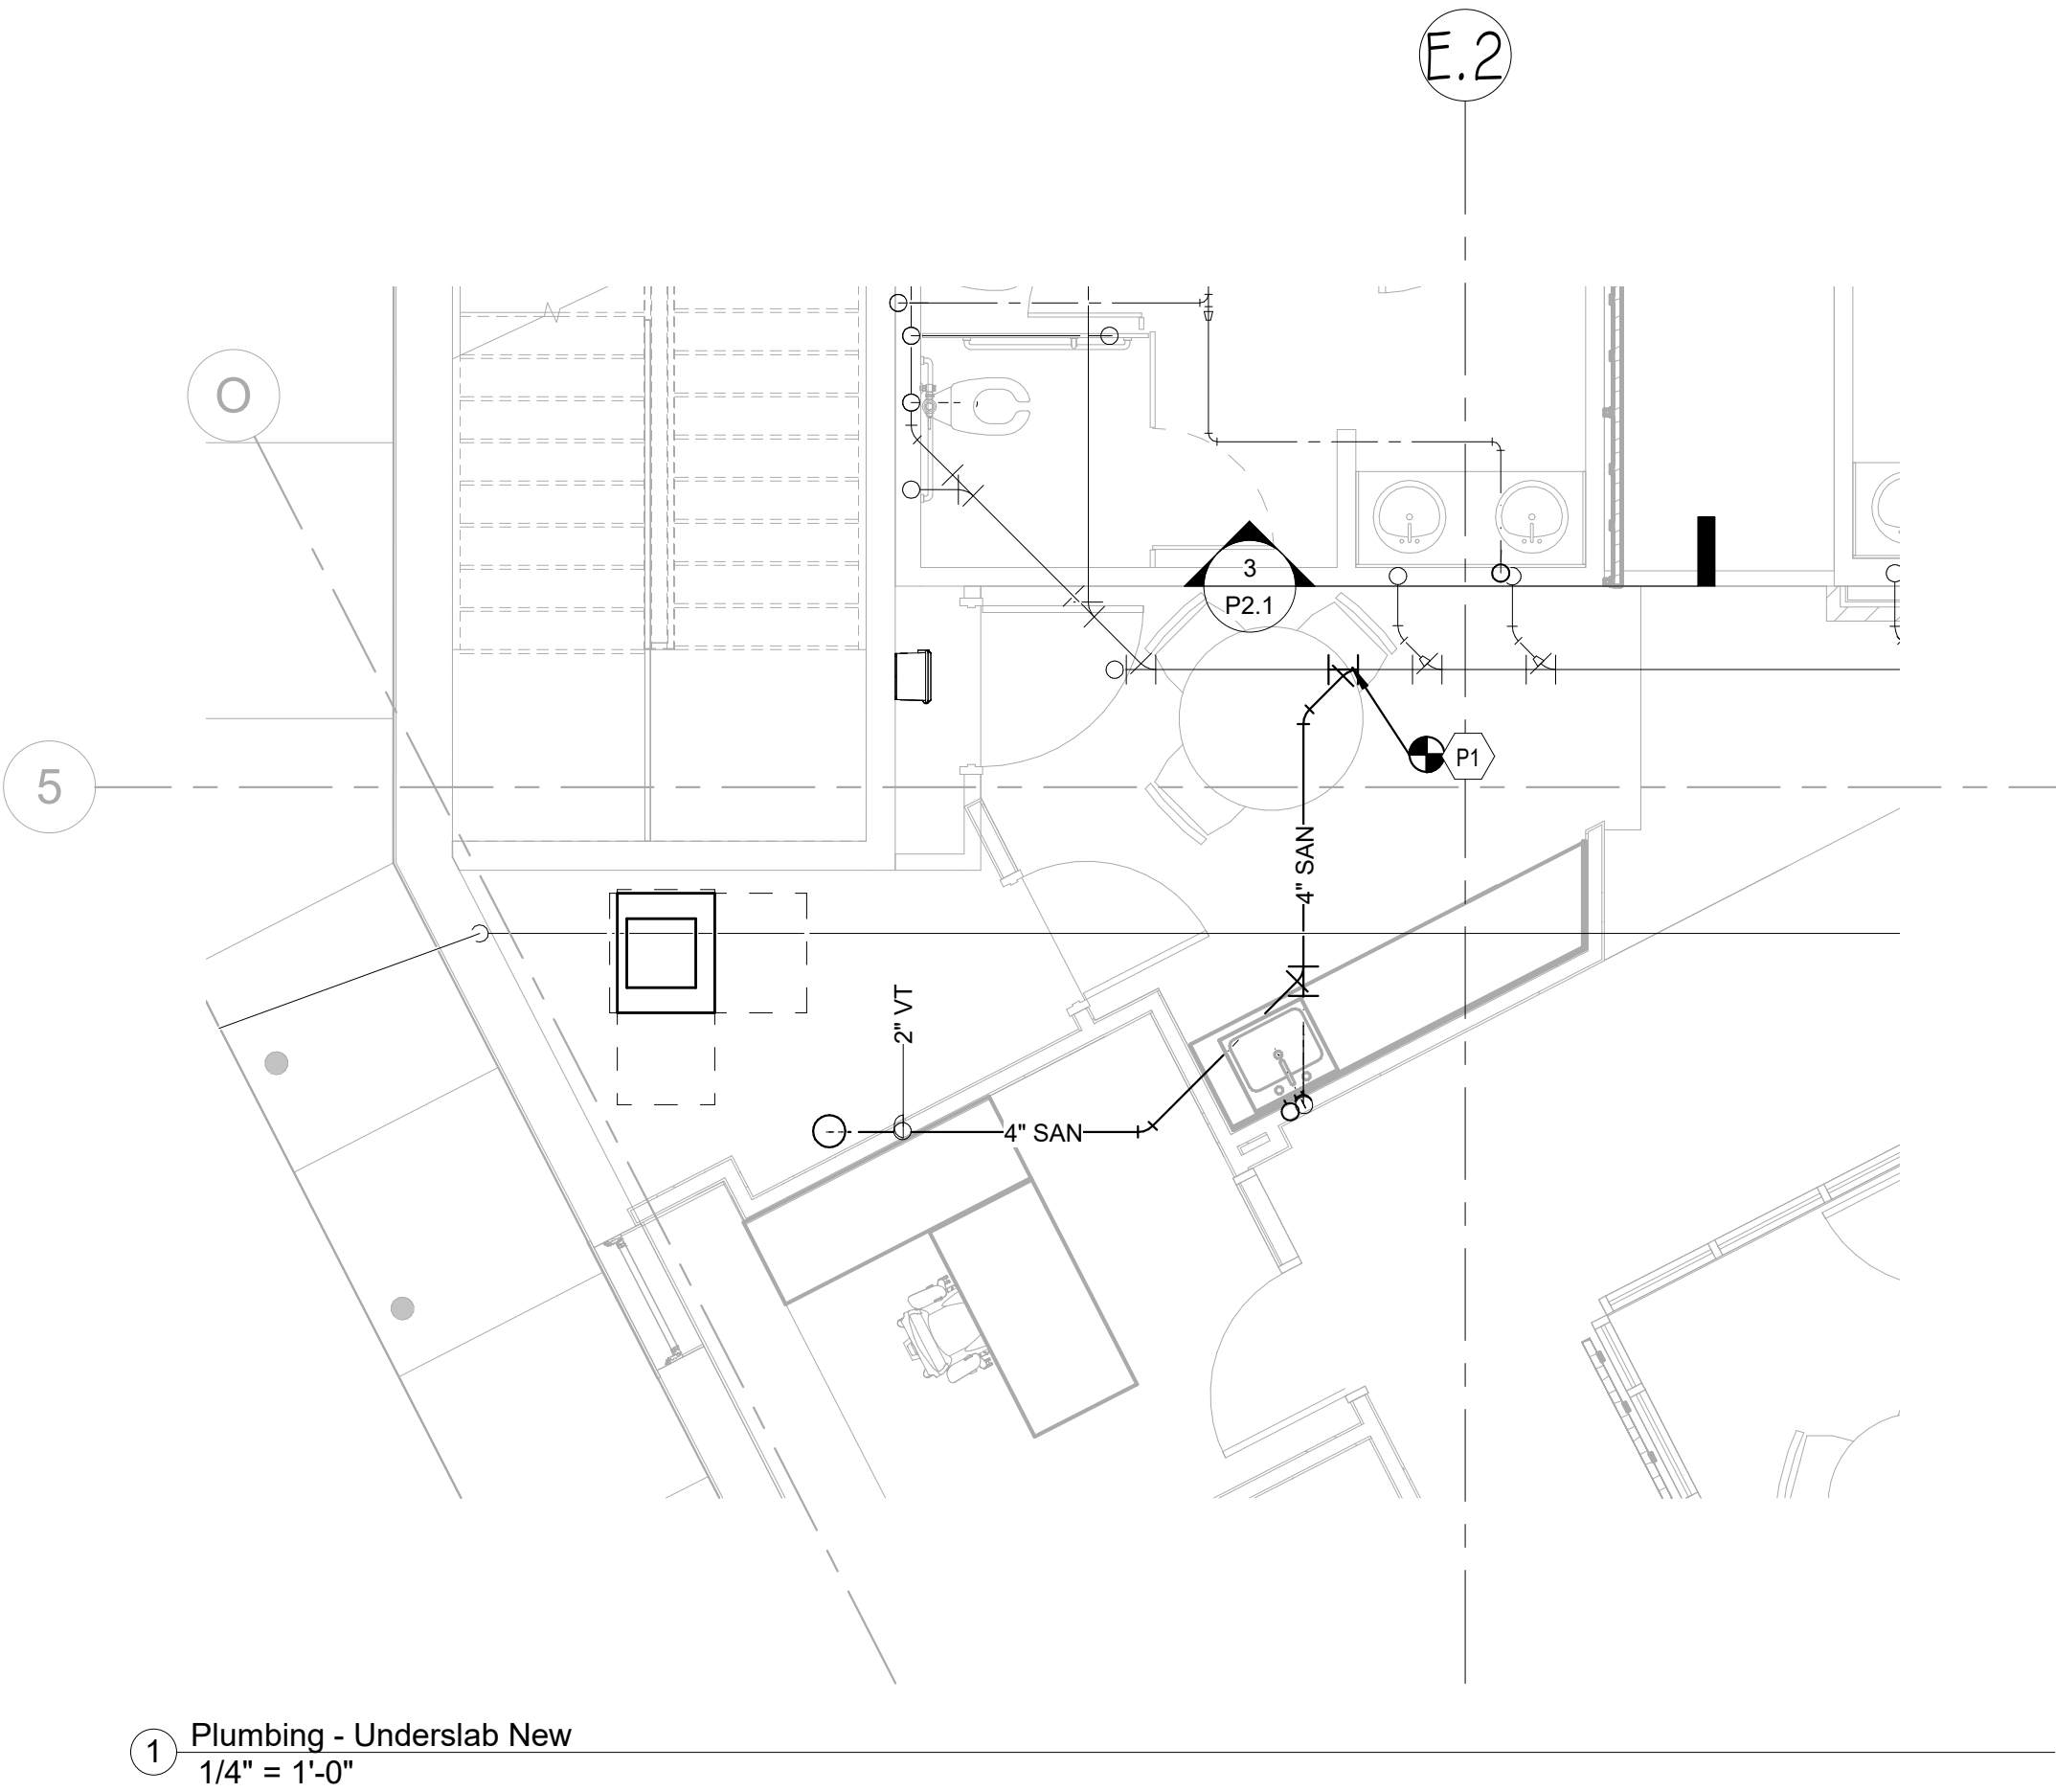 E.2
O
3
P2.1
P1
5
4" SAN
2" VT
4" SAN
1
Plumbing - Underslab New
1/4" = 1'-0"